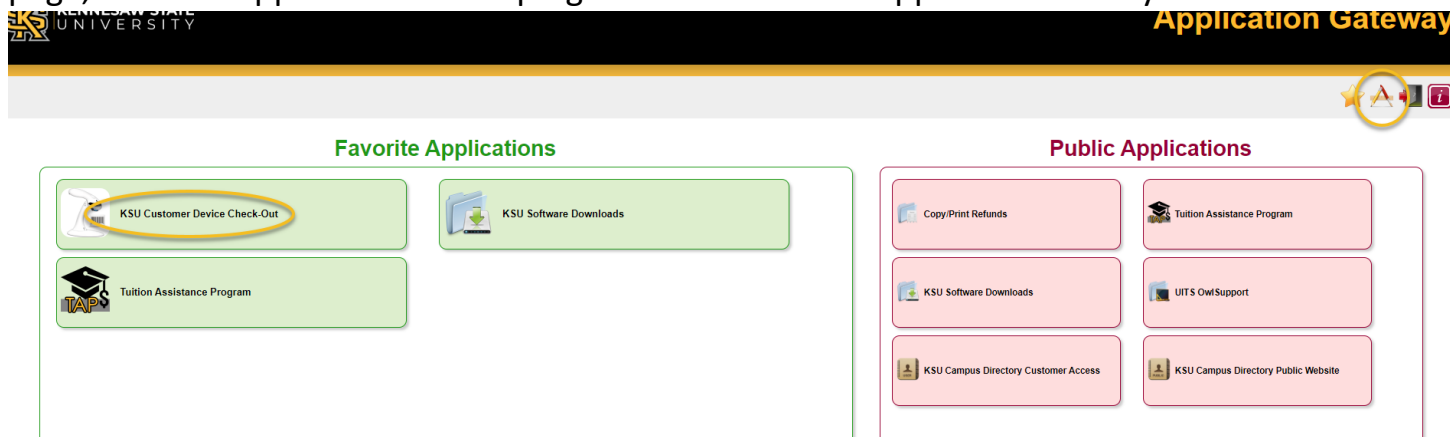 KENNESAW STATE
UNIVERSITY
Application Gateway
Favorite Applications
Public Applications
KSU Customer Device Check-Out
KSU Software Downloads
Copy/Print Refunds
Tuition Assistance Program
TAPS
Tuition Assistance Program
KSU Software Downloads
UITS OwlSupport
KSU Campus Directory Customer Access
KSU Campus Directory Public Website